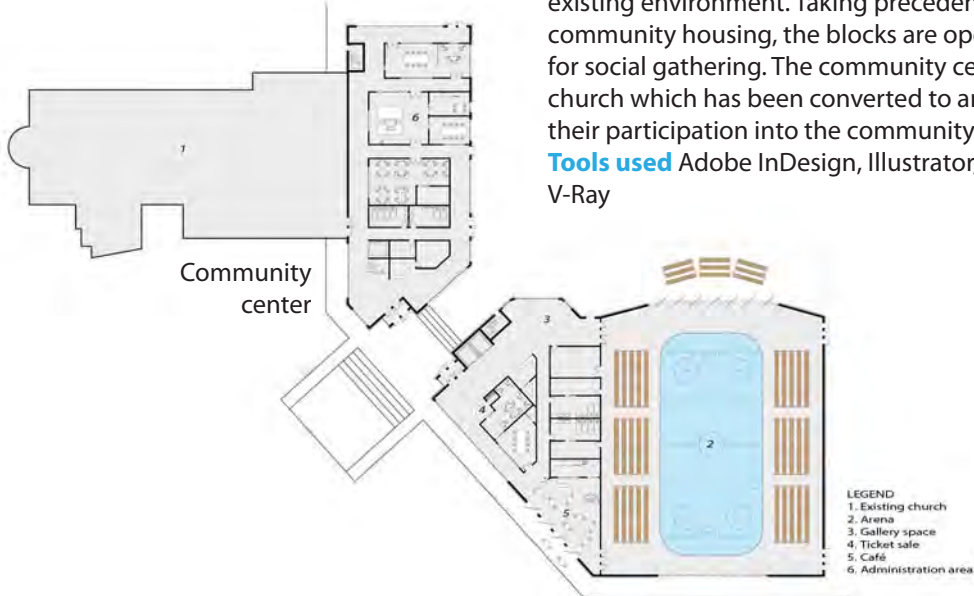 existing environment. Taking preceden
community housing, the blocks are ope
for social gathering. The community ce
church which has been converted to ar
their participation into the community
Tools used Adobe InDesign, Illustrator,
V-Ray
6
1
Community
center
3
4
2
5
LEGEND
1. Existing church
2. Arena
3. Gallery space
4. Ticket sale
5. Café
6. Administration area